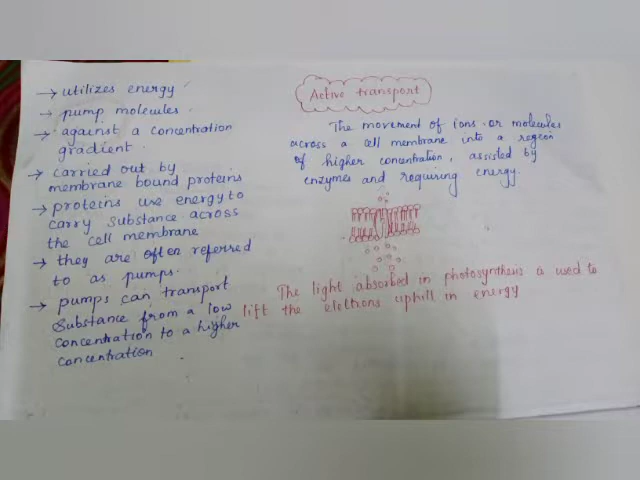 → utilizes energy
→ pump molecules.
→ against a concentration
gradient.
→ carried out by
membrane bound proteins
→ proteins use energy to
carry substance across
the cell membrane
→ they are often referred
to as pumps.
→ pumps can transport
Substance from a low
concentration to a higher
concentration
Active transport
The movement of ions or molecules
across a cell membrane into a region
of higher concentration, assisted by
enzymes and requiring energy.
The light absorbed in photosynthesis is used to
lift the elctrons uphill in energy